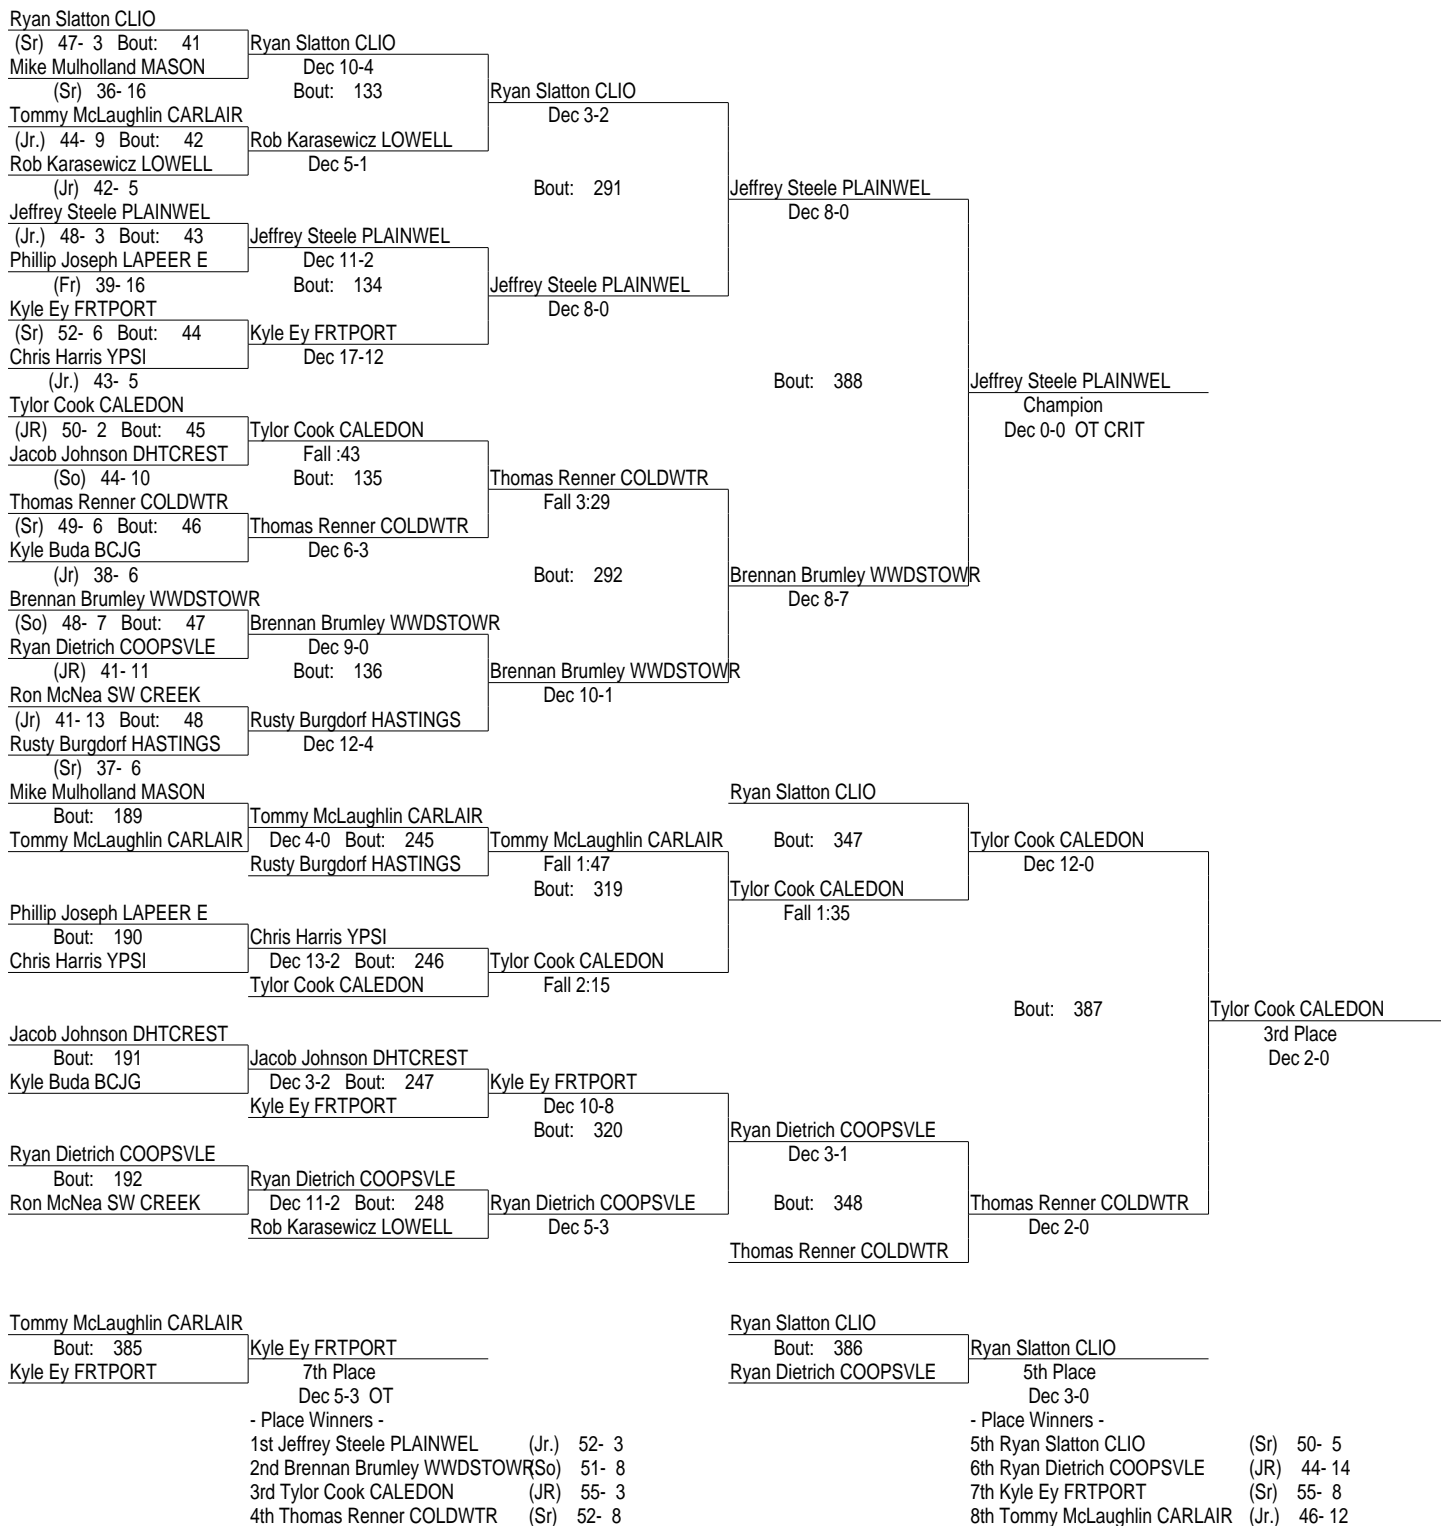 Ryan Slatton CLIO
(Sr) 47- 3 Bout: 41 Ryan Slatton CLIO
Mike Mulholland MASON Dec 10-4
(Sr) 36- 16 Bout: 133 Ryan Slatton CLIO
Tommy McLaughlin CARLAIR Dec 3-2
(Jr.) 44- 9 Bout: 42 Rob Karasewicz LOWELL
Rob Karasewicz LOWELL Dec 5-1
(Jr) 42- 5 Bout: 291 Jeffrey Steele PLAINWEL
Jeffrey Steele PLAINWEL Dec 8-0
(Jr.) 48- 3 Bout: 43 Jeffrey Steele PLAINWEL
Phillip Joseph LAPEER E Dec 11-2
(Fr) 39- 16 Bout: 134 Jeffrey Steele PLAINWEL
Kyle Ey FRTPORT Dec 8-0
(Sr) 52- 6 Bout: 44 Kyle Ey FRTPORT
Chris Harris YPSI Dec 17-12
(Jr.) 43- 5 Bout: 388 Jeffrey Steele PLAINWEL
Tylor Cook CALEDON Champion
(JR) 50- 2 Bout: 45 Tylor Cook CALEDON Dec 0-0 OT CRIT
Jacob Johnson DHTCREST Fall :43
(So) 44- 10 Bout: 135 Thomas Renner COLDWTR
Thomas Renner COLDWTR Fall 3:29
(Sr) 49- 6 Bout: 46 Thomas Renner COLDWTR
Kyle Buda BCJG Dec 6-3
(Jr) 38- 6 Bout: 292 Brennan Brumley WWDSTOWR
Brennan Brumley WWDSTOWR Dec 8-7
(So) 48- 7 Bout: 47 Brennan Brumley WWDSTOWR
Ryan Dietrich COOPSVLE Dec 9-0
(JR) 41- 11 Bout: 136 Brennan Brumley WWDSTOWR
Ron McNea SW CREEK Dec 10-1
(Jr) 41- 13 Bout: 48 Rusty Burgdorf HASTINGS
Rusty Burgdorf HASTINGS Dec 12-4
(Sr) 37- 6
Mike Mulholland MASON Ryan Slatton CLIO
Bout: 189 Tommy McLaughlin CARLAIR
Tommy McLaughlin CARLAIR Dec 4-0 Bout: 245 Tommy McLaughlin CARLAIR Bout: 347 Tylor Cook CALEDON
Rusty Burgdorf HASTINGS Fall 1:47 Dec 12-0
Bout: 319 Tylor Cook CALEDON
Phillip Joseph LAPEER E Fall 1:35
Bout: 190 Chris Harris YPSI
Chris Harris YPSI Dec 13-2 Bout: 246 Tylor Cook CALEDON
Tylor Cook CALEDON Fall 2:15
Bout: 387 Tylor Cook CALEDON
Jacob Johnson DHTCREST 3rd Place
Bout: 191 Jacob Johnson DHTCREST Dec 2-0
Kyle Buda BCJG Dec 3-2 Bout: 247 Kyle Ey FRTPORT
Kyle Ey FRTPORT Dec 10-8
Bout: 320 Ryan Dietrich COOPSVLE
Ryan Dietrich COOPSVLE Dec 3-1
Bout: 192 Ryan Dietrich COOPSVLE
Ron McNea SW CREEK Dec 11-2 Bout: 248 Ryan Dietrich COOPSVLE Bout: 348 Thomas Renner COLDWTR
Rob Karasewicz LOWELL Dec 5-3 Dec 2-0
Thomas Renner COLDWTR
Tommy McLaughlin CARLAIR Ryan Slatton CLIO
Bout: 385 Kyle Ey FRTPORT Bout: 386 Ryan Slatton CLIO
Kyle Ey FRTPORT 7th Place Ryan Dietrich COOPSVLE 5th Place
Dec 5-3 OT Dec 3-0
- Place Winners - - Place Winners -
1st Jeffrey Steele PLAINWEL (Jr.) 52- 3 5th Ryan Slatton CLIO (Sr) 50- 5
2nd Brennan Brumley WWDSTOWR (So) 51- 8 6th Ryan Dietrich COOPSVLE (JR) 44- 14
3rd Tylor Cook CALEDON (JR) 55- 3 7th Kyle Ey FRTPORT (Sr) 55- 8
4th Thomas Renner COLDWTR (Sr) 52- 8 8th Tommy McLaughlin CARLAIR (Jr.) 46- 12